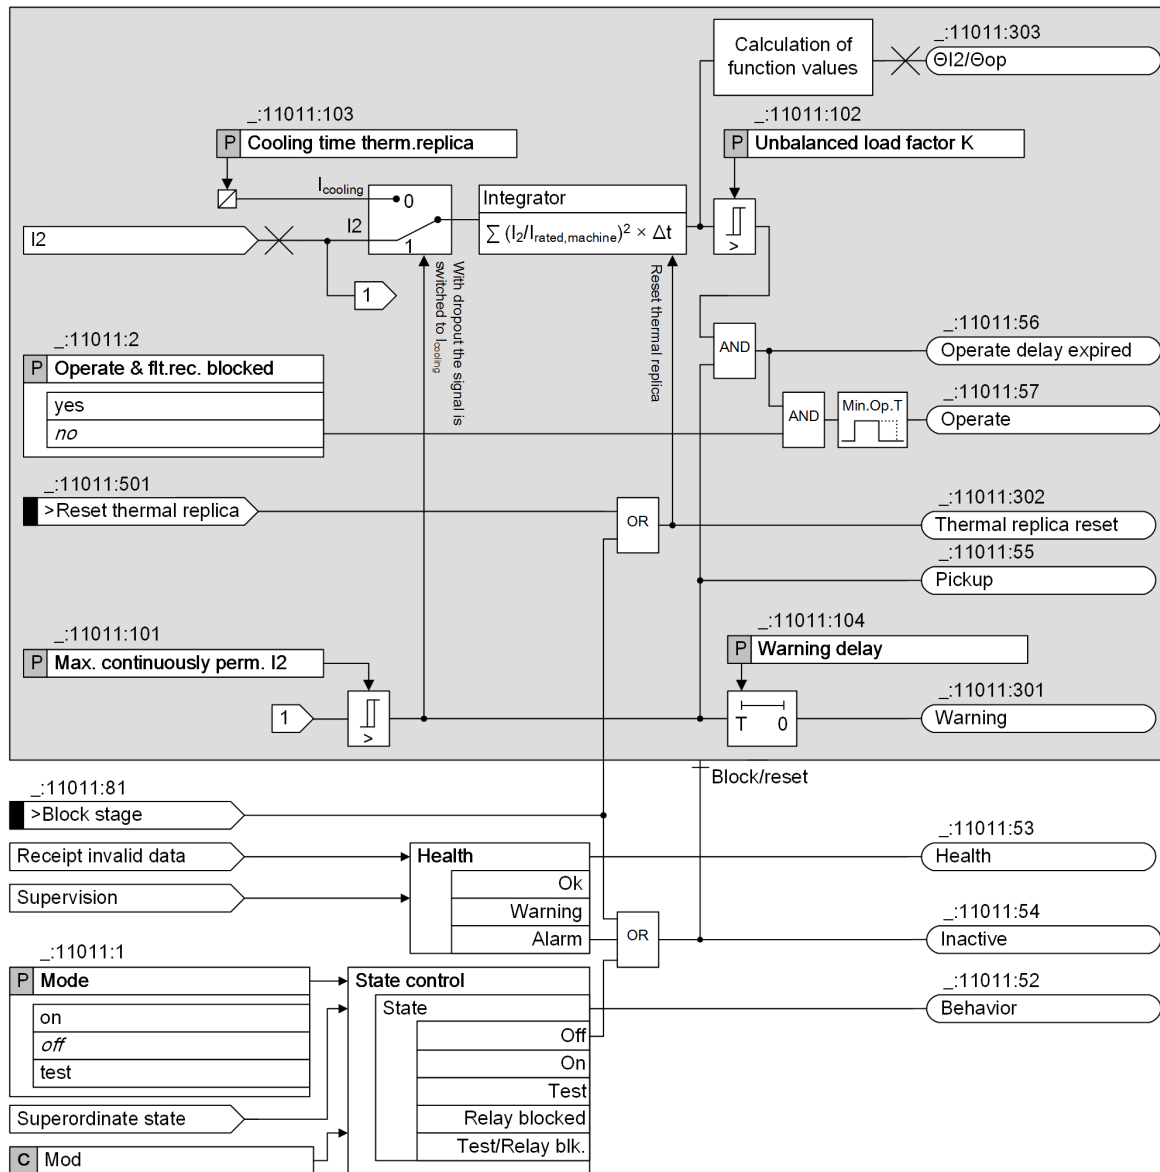 _:11011:303
Calculation of
function values
ΘI2/Θop
_:11011:103
P Cooling time therm.replica
_:11011:102
P Unbalanced load factor K
Icooling
0
I2
I2
1
Integrator
∑ (I2/Irated,machine)² × Δt
>
1
With dropout the signal is
switched to Icooling
Reset thermal replica
_:11011:2
P Operate & flt.rec. blocked
yes
no
AND
_:11011:56
Operate delay expired
_:11011:57
AND
Min.Op.T
Operate
_:11011:501
>Reset thermal replica
OR
_:11011:302
Thermal replica reset
_:11011:55
Pickup
_:11011:101
P Max. continuously perm. I2
_:11011:104
P Warning delay
1
>
T 0
_:11011:301
Warning
Block/reset
_:11011:81
>Block stage
Receipt invalid data
Supervision
Health
Ok
Warning
Alarm
_:11011:53
Health
OR
_:11011:54
Inactive
_:11011:1
P Mode
on
off
test
Superordinate state
C Mod
State control
State
Off
On
Test
Relay blocked
Test/Relay blk.
_:11011:52
Behavior